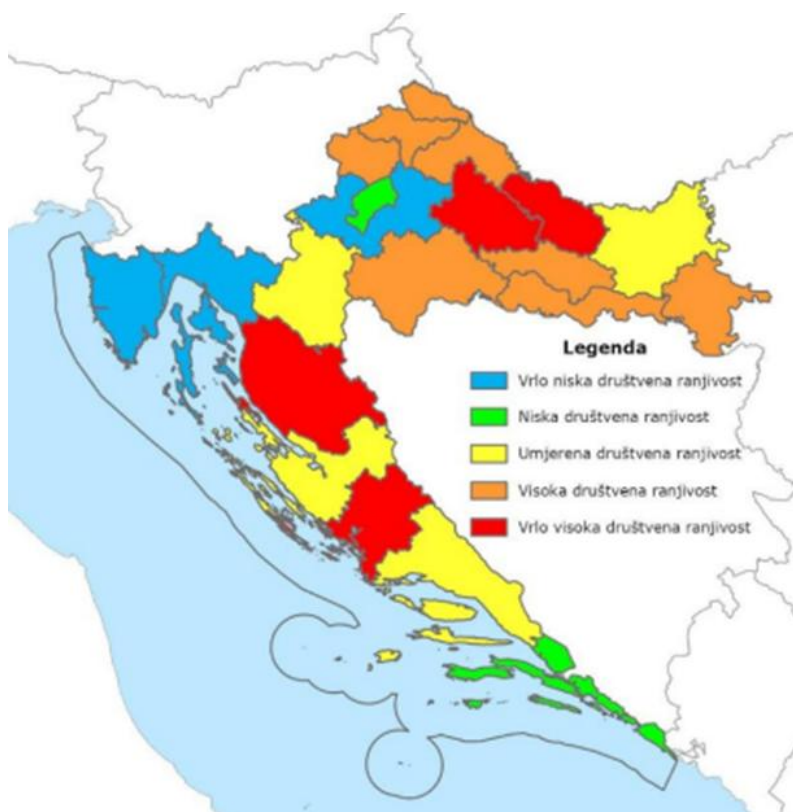 Legenda
Vrlo niska društvena ranjivost
Niska društvena ranjivost
Umjerena društvena ranjivost
Visoka društvena ranjivost
Vrlo visoka društvena ranjivost